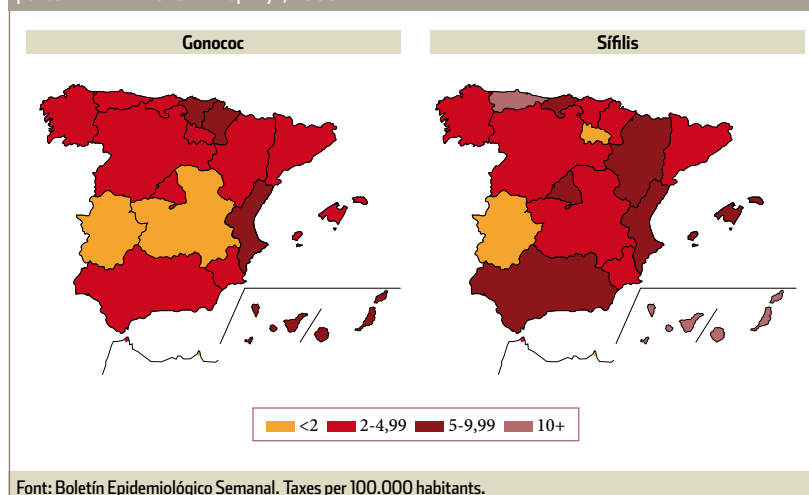 Gonococ
Sífilis
<2
2-4,99
5-9,99
10+
Font: Boletín Epidemiológico Semanal. Taxes per 100.000 habitants.